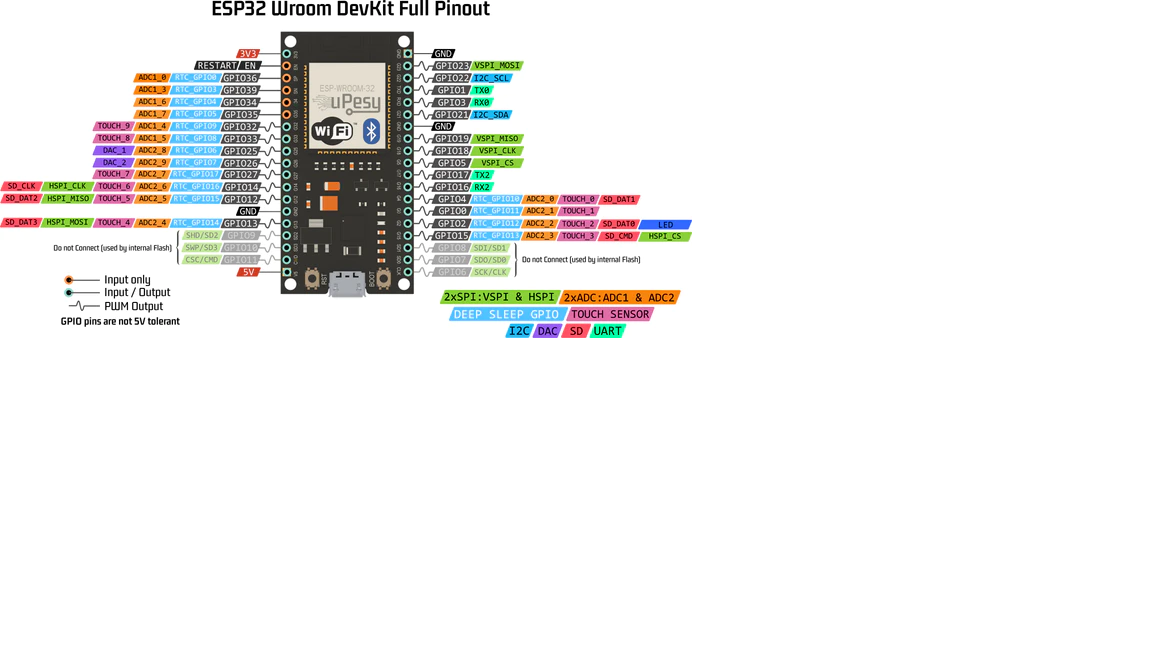 ESP32 Wroom DevKit Full Pinout
3V3 GND
RESTART EN GPIO23 VSPI_MOSI
ADC1_0 RTC_GPIO0 GPIO36 GPIO22 I2C_SCL
ADC1_3 RTC_GPIO3 GPIO39 GPIO1 TX0
ADC1_6 RTC_GPIO4 GPIO34 GPIO3 RX0
ADC1_7 RTC_GPIO5 GPIO35 GPIO21 I2C_SDA
TOUCH_9 ADC1_4 RTC_GPIO9 GPIO32 GND
TOUCH_8 ADC1_5 RTC_GPIO8 GPIO33 GPIO19 VSPI_MISO
DAC_1 ADC2_8 RTC_GPIO6 GPIO25 GPIO18 VSPI_CLK
DAC_2 ADC2_9 RTC_GPIO7 GPIO26 GPIO5 VSPI_CS
TOUCH_7 ADC2_7 RTC_GPIO17 GPIO27 GPIO17 TX2
SD_CLK HSPI_CLK TOUCH_6 ADC2_6 RTC_GPIO16 GPIO14 GPIO16 RX2
SD_DAT2 HSPI_MISO TOUCH_5 ADC2_5 RTC_GPIO15 GPIO12 GPIO4 RTC_GPIO10 ADC2_0 TOUCH_0 SD_DAT1
GND GPIO0 RTC_GPIO11 ADC2_1 TOUCH_1
SD_DAT3 HSPI_MOSI TOUCH_4 ADC2_4 RTC_GPIO14 GPIO13 GPIO2 RTC_GPIO12 ADC2_2 TOUCH_2 SD_DAT0 LED
SHD/SD2 GPIO9 GPIO15 RTC_GPIO13 ADC2_3 TOUCH_3 SD_CMD HSPI_CS
Do not Connect (used by internal Flash) SWP/SD3 GPIO10 GPIO8 SDI/SD1
CSC/CMD GPIO11 GPIO7 SDO/SD0 Do not Connect (used by internal Flash)
5V GPIO6 SCK/CLK
ESP-WROOM-32
uPesy
WiFi
RST BOOT
Input only
Input / Output
PWM Output
GPIO pins are not 5V tolerant
2xSPI:VSPI & HSPI 2xADC:ADC1 & ADC2
DEEP SLEEP GPIO TOUCH SENSOR
I2C DAC SD UART